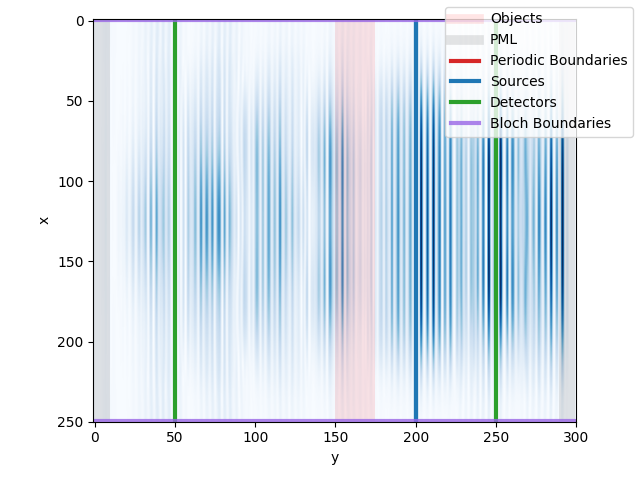 Objects
PML
Periodic Boundaries
Sources
Detectors
Bloch Boundaries
0
50
100
150
200
250
x
0 50 100 150 200 250 300
y